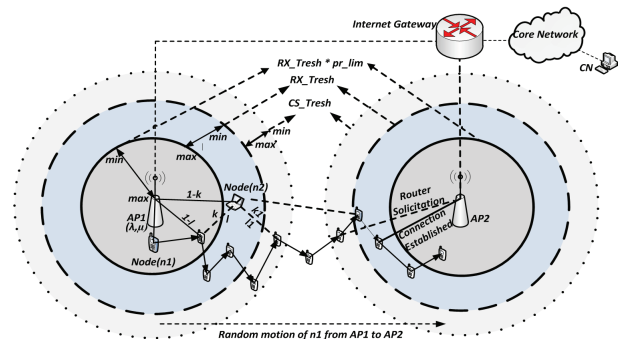 Internet Gateway
Core Network
CN
RX_Tresh * pr_lim
RX_Tresh
CS_Tresh
min
max
min
max
min
max
AP1
(λ,μ)
1-k
Node(n2)
k
Node(n1)
Router
Solicitation
Connection
Established
AP2
Random motion of n1 from AP1 to AP2